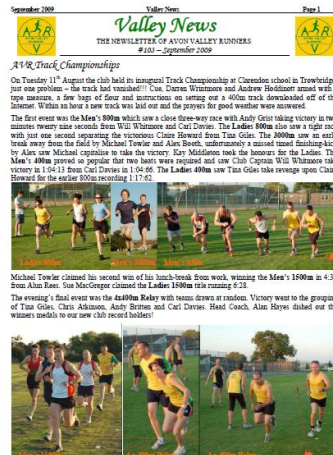 September 2009 Valley News Page 1
Valley News
THE NEWSLETTER OF AVON VALLEY RUNNERS
#103 – September 2009
AVR Track Championships
On Tuesday 11th August the club held its inaugural Track Championship at Clarendon school in Trowbridge
just one problem – the track had vanished!!! Cue, Darren Wrintmore and Andrew Hoddinott armed with
tape measure, a few bags of flour and instructions on setting out a 400m track downloaded off of th
Internet. Within an hour a new track was laid out and the prayers for good weather were answered.
The first event was the Men's 800m which saw a close three-way race with Andy Grist taking victory in tw
minutes twenty nine seconds from Will Whitmore and Carl Davies. The Ladies 800m also saw a tight rac
with just one second separating the victorious Claire Howard from Tina Giles. The 3000m saw an earl
break away from the field by Michael Towler and Alex Booth, unfortunately a missed timed finishing-kic
by Alex saw Michael capitalise to take the victory. Kay Middleton took the honours for the Ladies. Th
Men's 400m proved so popular that two heats were required and saw Club Captain Will Whitmore tak
victory in 1:04:13 from Carl Davies in 1:04:66. The Ladies 400m saw Tina Giles take revenge upon Clair
Howard for the earlier 800m recording 1:17:62.
Ladies 800m Men's 800m Men's 400m
Michael Towler claimed his second win of his lunch-break from work, winning the Men's 1500m in 4:3
from Alun Rees. Sue MacGregor claimed the Ladies 1500m title running 6:28.
The evening's final event was the 4x400m Relay with teams drawn at random. Victory went to the groupin
of Tina Giles, Chris Atkinson, Andy Britten and Carl Davies. Head Coach, Alan Hayes dished out th
winners medals to our new club record holders!